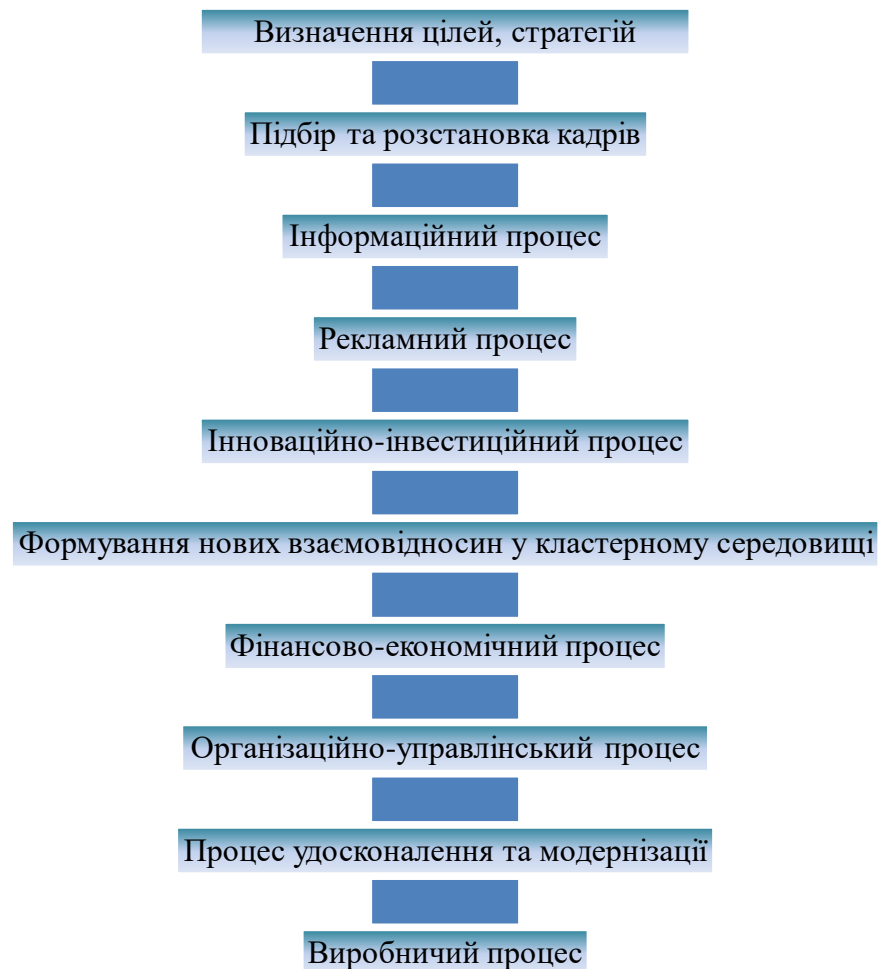 Визначення цілей, стратегій
Підбір та розстановка кадрів
Інформаційний процес
Рекламний процес
Інноваційно-інвестиційний процес
Формування нових взаємовідносин у кластерному середовищі
Фінансово-економічний процес
Організаційно-управлінський процес
Процес удосконалення та модернізації
Виробничий процес